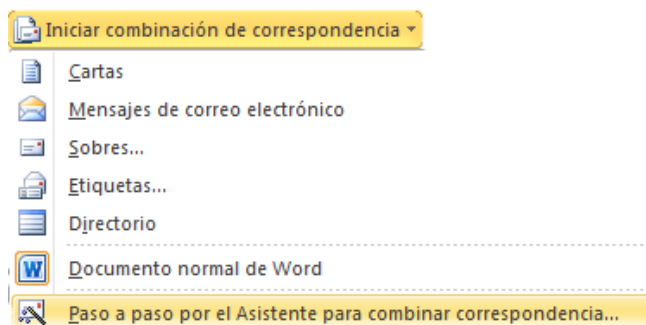 Iniciar combinación de correspondencia
Cartas
Mensajes de correo electrónico
Sobres...
Etiquetas...
Directorio
Documento normal de Word
Paso a paso por el Asistente para combinar correspondencia...